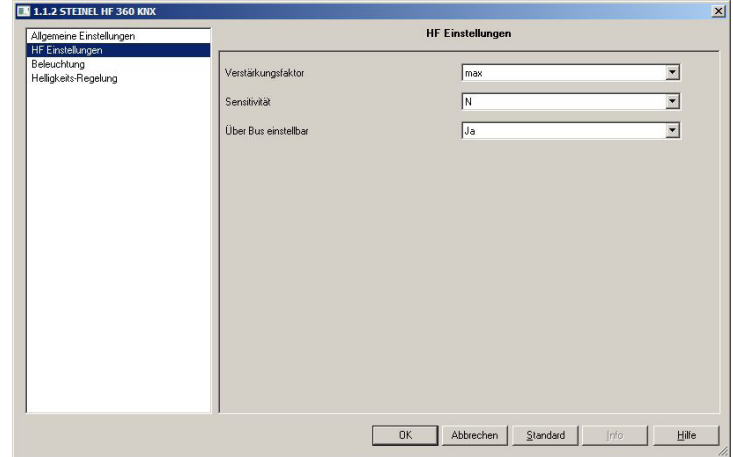 1.1.2 STEINEL HF 360 KNX
Allgemeine Einstellungen
HF Einstellungen
Beleuchtung
Helligkeits-Regelung
HF Einstellungen
Verstärkungsfaktor max
Sensitivität N
Über Bus einstellbar Ja
OK Abbrechen Standard Info Hilfe